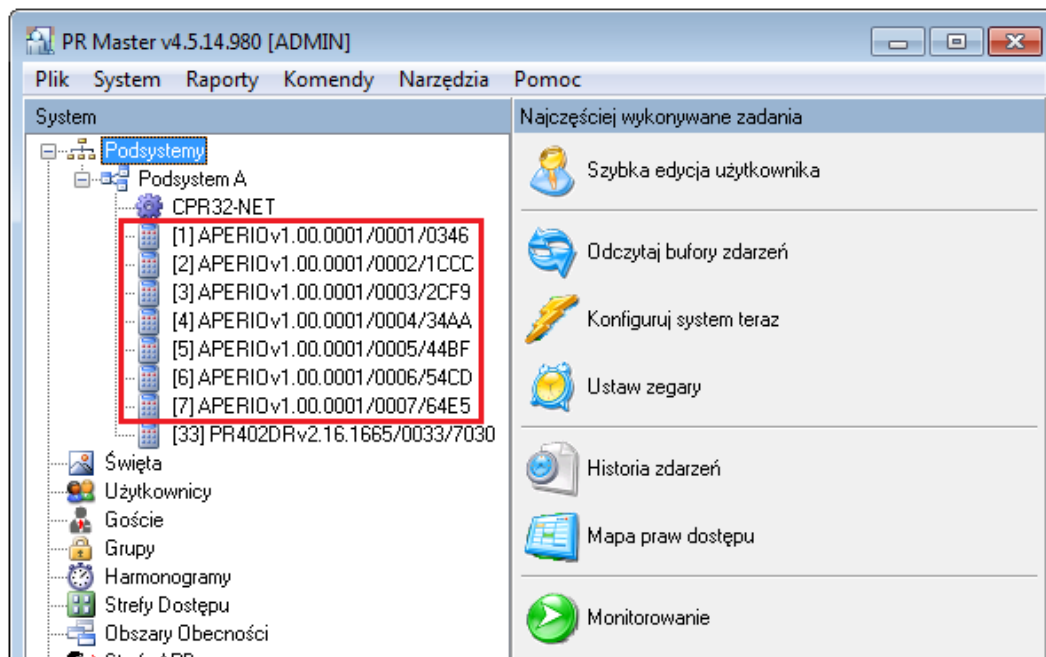 PR Master v4.5.14.980 [ADMIN]
Plik System Raporty Komendy Narzędzia Pomoc
System
Podsystemy
Podsystem A
CPR32-NET
[1] APERIOv1.00.0001/0001/0346
[2] APERIOv1.00.0001/0002/1CCC
[3] APERIOv1.00.0001/0003/2CF9
[4] APERIOv1.00.0001/0004/34AA
[5] APERIOv1.00.0001/0005/44BF
[6] APERIOv1.00.0001/0006/54CD
[7] APERIOv1.00.0001/0007/64E5
[33] PR402DRv2.16.1665/0033/7030
Święta
Użytkownicy
Goście
Grupy
Harmonogramy
Strefy Dostępu
Obszary Obecności
Najczęściej wykonywane zadania
Szybka edycja użytkownika
Odczytaj bufory zdarzeń
Konfiguruj system teraz
Ustaw zegary
Historia zdarzeń
Mapa praw dostępu
Monitorowanie